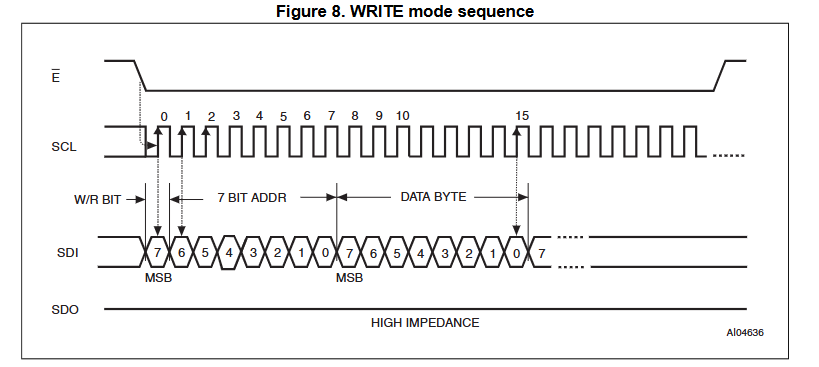 Figure 8. WRITE mode sequence
E
0 1 2 3 4 5 6 7 8 9 10 15
SCL
W/R BIT 7 BIT ADDR DATA BYTE
SDI 7 6 5 4 3 2 1 0 7 6 5 4 3 2 1 0 7
MSB MSB
SDO
HIGH IMPEDANCE
AI04636